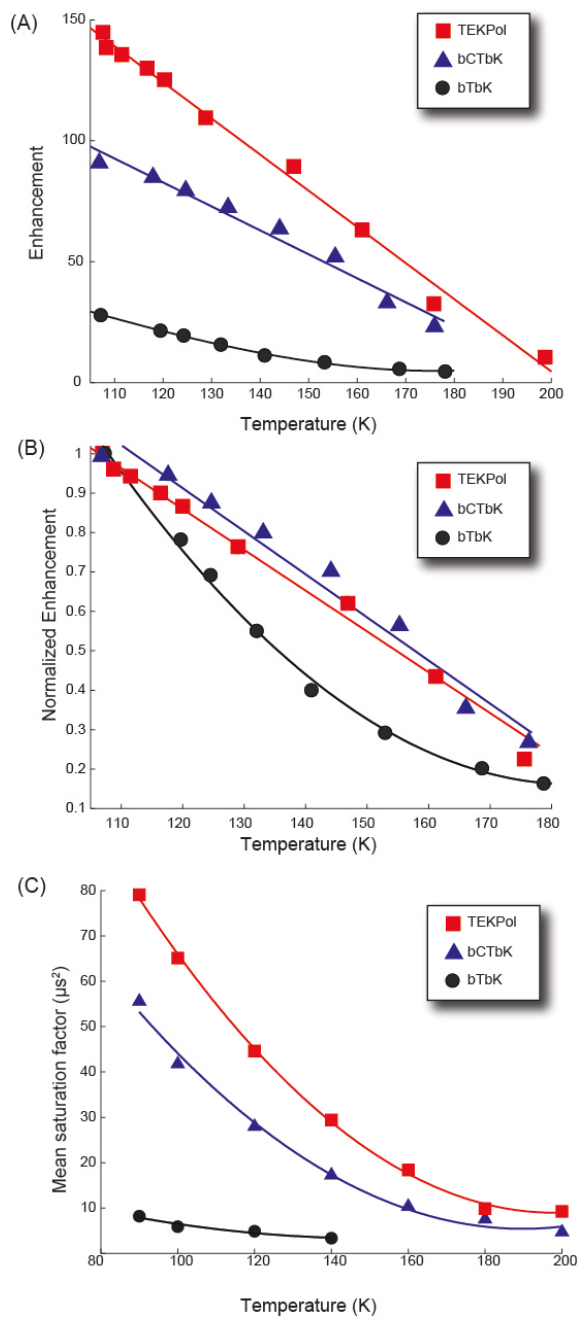 (A)
150
100
50
0
Enhancement
TEKPol
bCTbK
bTbK
110 120 130 140 150 160 170 180 190 200
Temperature (K)
(B)
1
0.9
0.8
0.7
0.6
0.5
0.4
0.3
0.2
0.1
Normalized Enhancement
TEKPol
bCTbK
bTbK
110 120 130 140 150 160 170 180
Temperature (K)
(C)
80
70
60
50
40
30
20
10
Mean saturation factor (µs²)
TEKPol
bCTbK
bTbK
80 100 120 140 160 180 200
Temperature (K)